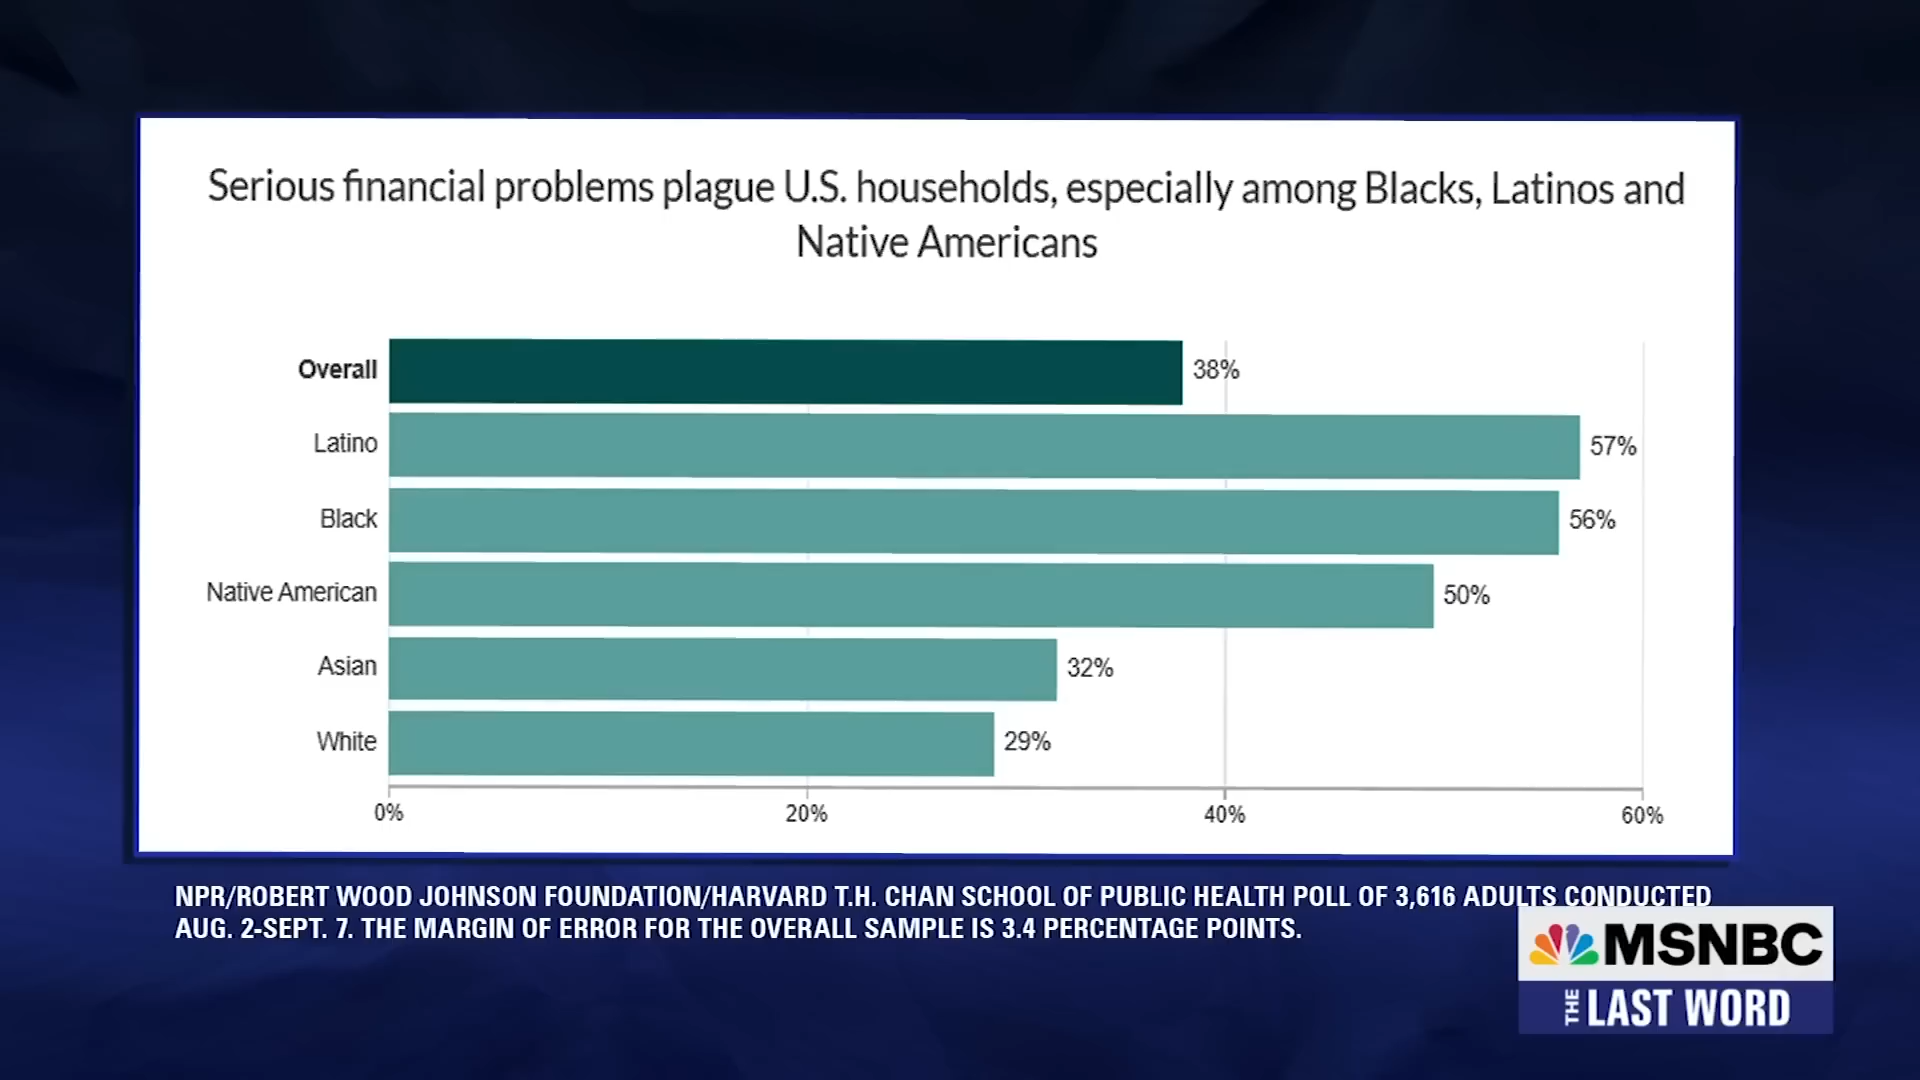 Serious financial problems plague U.S. households, especially among Blacks, Latinos and
Native Americans
Overall 38%
Latino 57%
Black 56%
Native American 50%
Asian 32%
White 29%
0% 20% 40% 60%
NPR/ROBERT WOOD JOHNSON FOUNDATION/HARVARD T.H. CHAN SCHOOL OF PUBLIC HEALTH POLL OF 3,616 ADULTS CONDUCTED
AUG. 2-SEPT. 7. THE MARGIN OF ERROR FOR THE OVERALL SAMPLE IS 3.4 PERCENTAGE POINTS.
MSNBC
THE LAST WORD